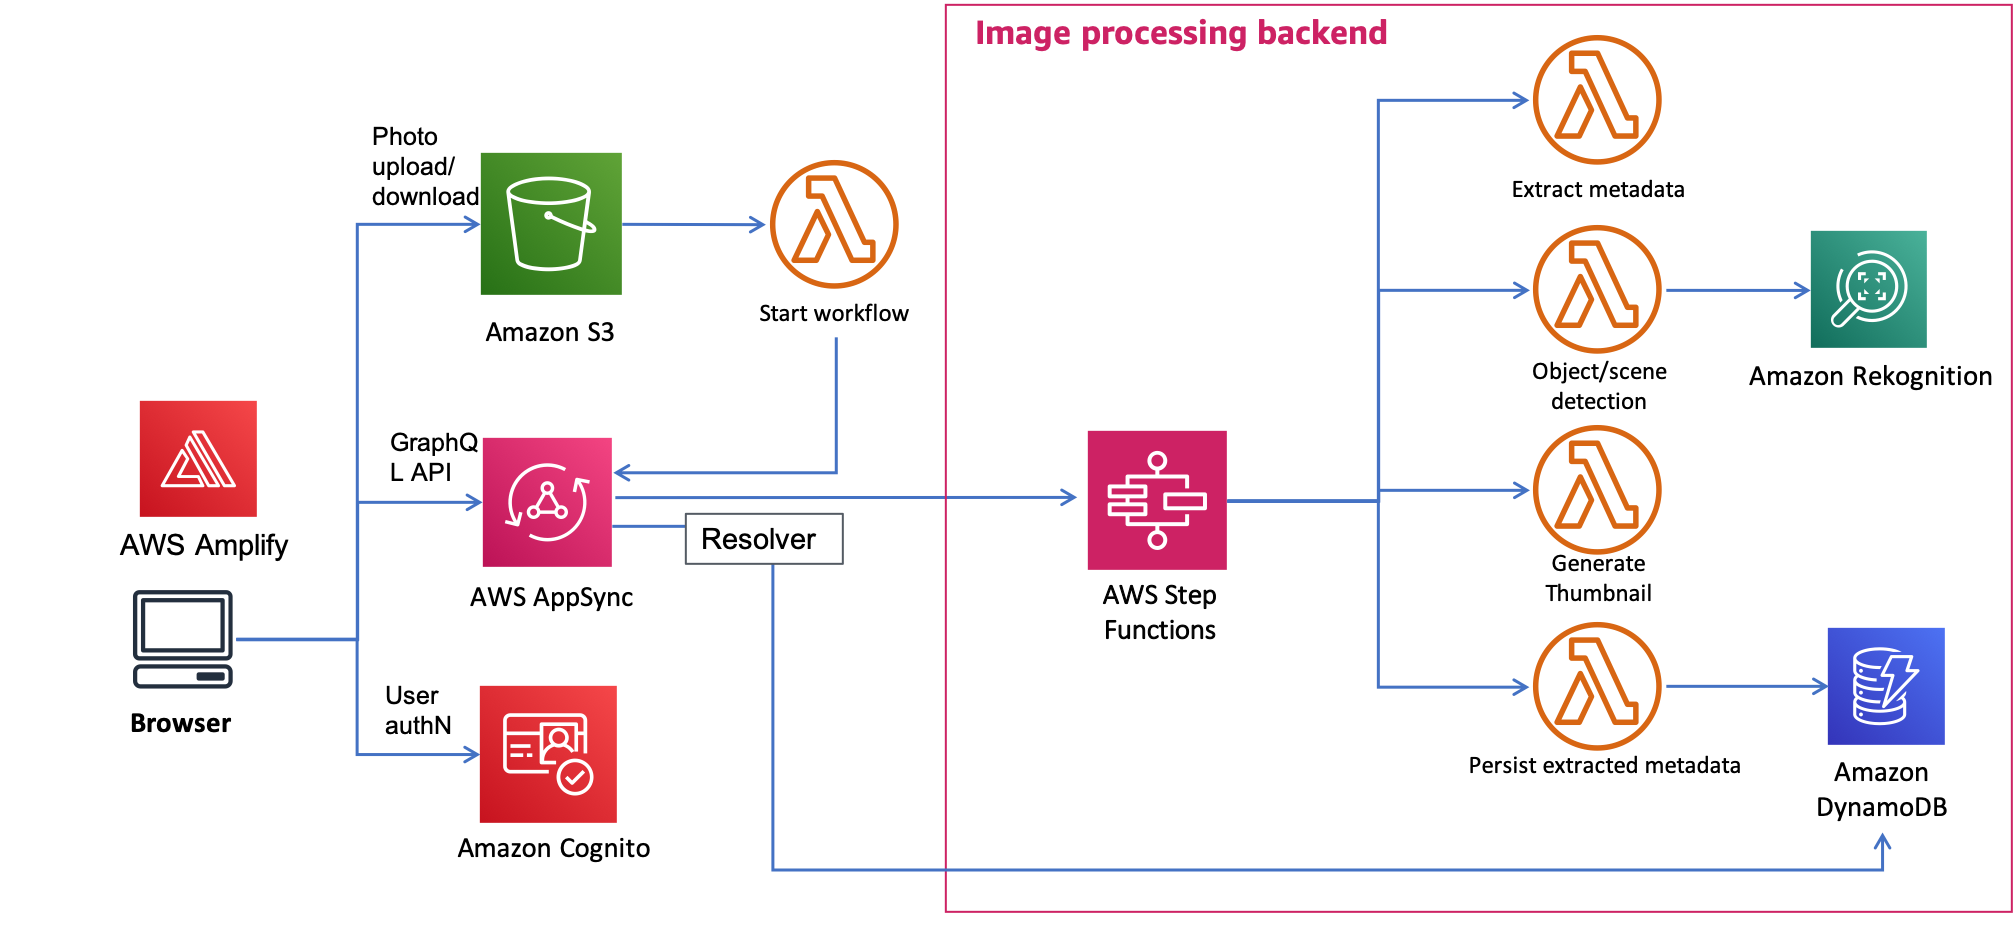 Image processing backend
Photo
upload/
download
Amazon S3
Start workflow
Extract metadata
Object/scene
detection
Amazon Rekognition
AWS Amplify
GraphQ
L API
AWS AppSync
Resolver
AWS Step
Functions
Generate
Thumbnail
Browser
User
authN
Amazon Cognito
Persist extracted metadata
Amazon
DynamoDB